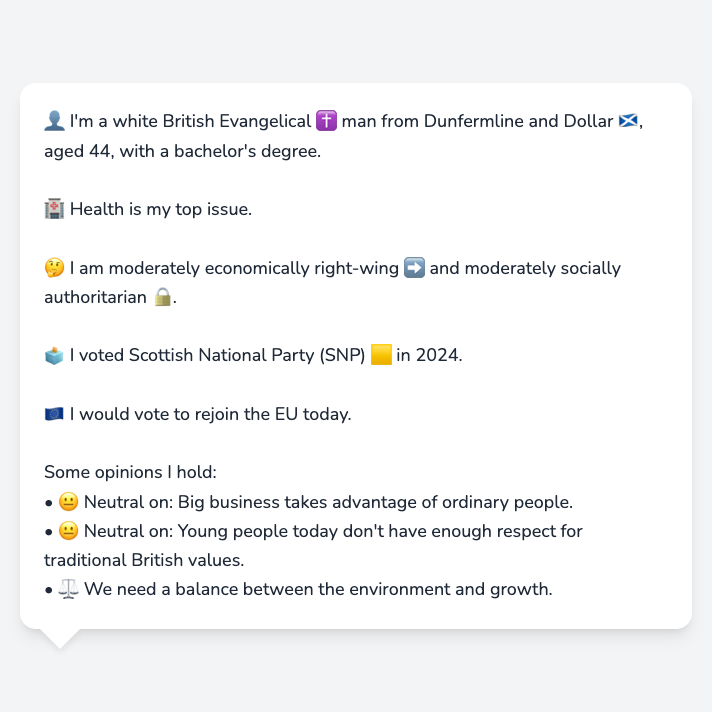 👤 I'm a white British Evangelical ✝️ man from Dunfermline and Dollar 🏴󠁧󠁢󠁳󠁣󠁴󠁿,
aged 44, with a bachelor's degree.
🏥 Health is my top issue.
🤔 I am moderately economically right-wing ➡️ and moderately socially
authoritarian 🔒.
🗳️ I voted Scottish National Party (SNP) 🟨 in 2024.
🇪🇺 I would vote to rejoin the EU today.
Some opinions I hold:
• 😐 Neutral on: Big business takes advantage of ordinary people.
• 😐 Neutral on: Young people today don't have enough respect for
traditional British values.
• ⚖️ We need a balance between the environment and growth.